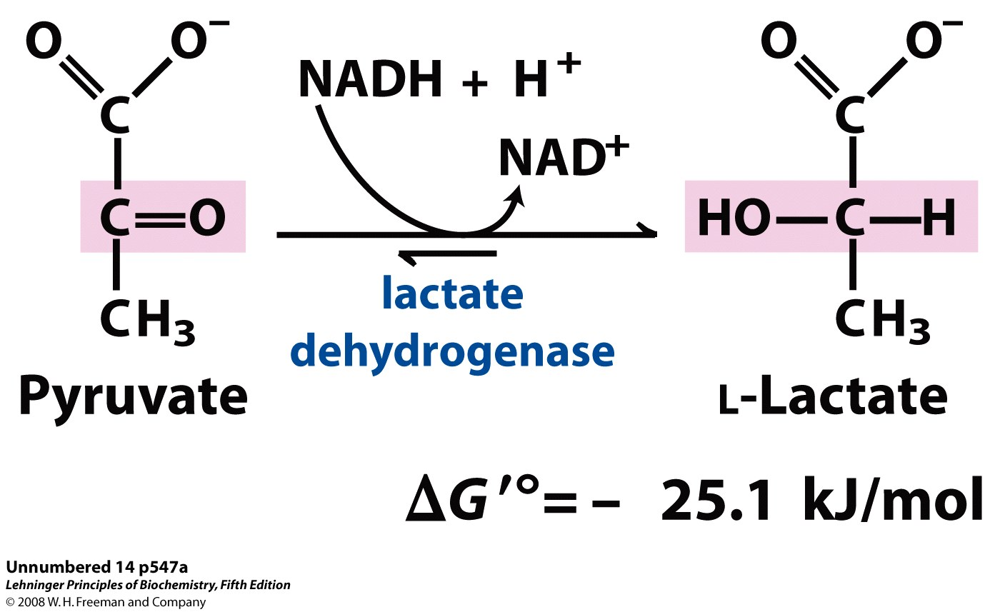 O O⁻
NADH + H⁺
C
NAD⁺
C=O
CH₃
Pyruvate
lactate
dehydrogenase
O O⁻
C
HO—C—H
CH₃
L-Lactate
ΔG′°= – 25.1 kJ/mol
Unnumbered 14 p547a
Lehninger Principles of Biochemistry, Fifth Edition
© 2008 W. H. Freeman and Company